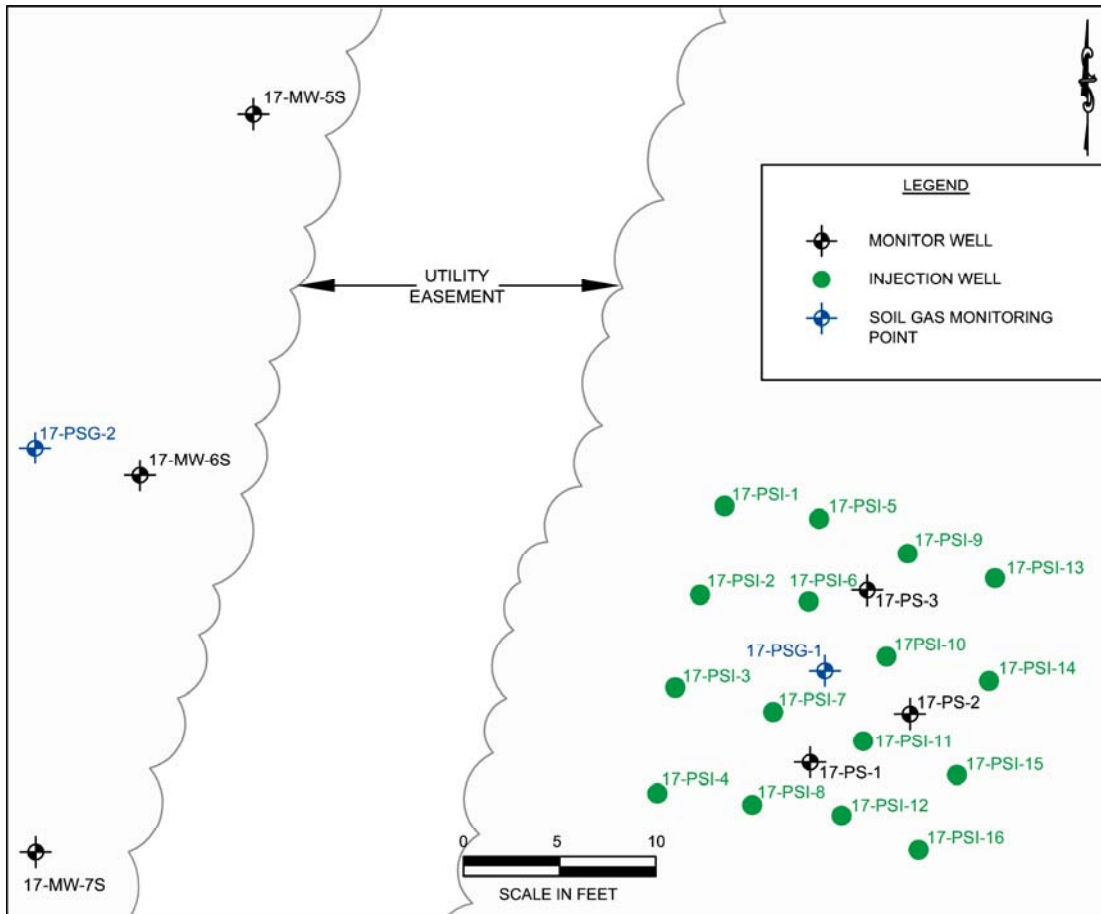 17-MW-5S
LEGEND
MONITOR WELL
INJECTION WELL
SOIL GAS MONITORING
POINT
UTILITY
EASEMENT
17-PSG-2
17-MW-6S
17-PSI-1
17-PSI-5
17-PSI-9
17-PSI-13
17-PSI-2
17-PSI-6
17-PS-3
17-PSG-1
17PSI-10
17-PSI-3
17-PSI-14
17-PSI-7
17-PS-2
17-PSI-11
17-PS-1
17-PSI-15
17-PSI-4
17-PSI-8
17-PSI-12
17-PSI-16
0 5 10
SCALE IN FEET
17-MW-7S